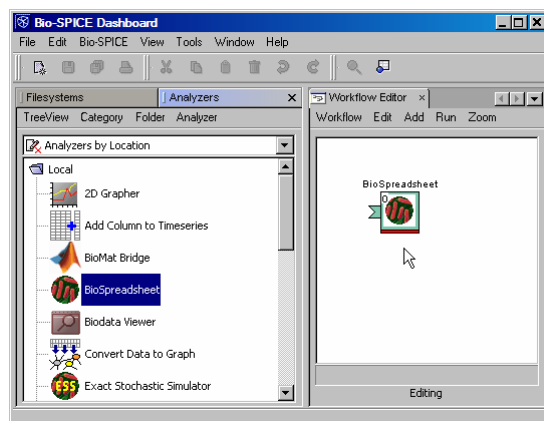 Bio-SPICE Dashboard
File Edit Bio-SPICE View Tools Window Help
Filesystems
Analyzers
TreeView Category Folder Analyzer
Analyzers by Location
Local
2D Grapher
Add Column to Timeseries
BioMat Bridge
BioSpreadsheet
Biodata Viewer
Convert Data to Graph
ESS Exact Stochastic Simulator
Workflow Editor
Workflow Edit Add Run Zoom
BioSpreadsheet
0
Editing